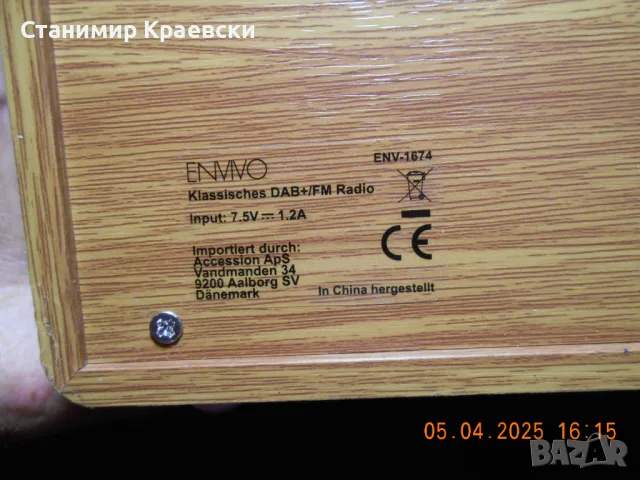 Станимир Краевски
ENVIVO
ENV-1674
Klassisches DAB+/FM Radio
Input: 7.5V⎓1.2A
CE
Importiert durch:
Accession ApS
Vandmanden 34
9200 Aalborg SV
Dänemark
In China hergestellt
05.04.2025 16:15
BAZAR